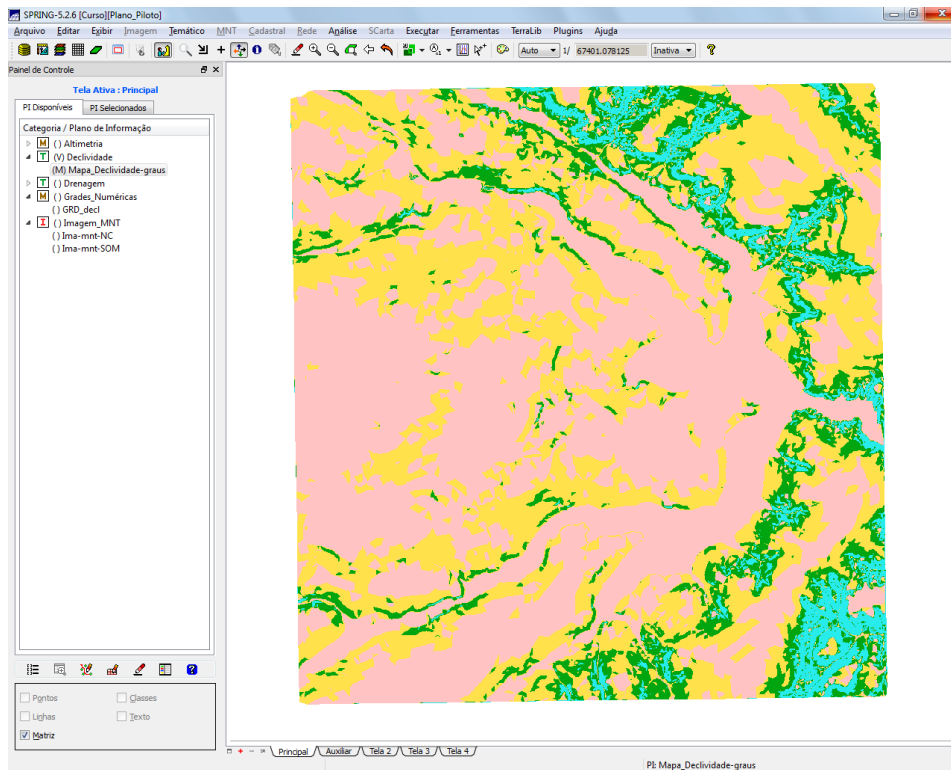 SPRING-5.2.6 [Curso][Plano_Piloto]
Arquivo Editar Exibir Imagem Temático MNT Cadastral Rede Análise SCarta Executar Ferramentas TerraLib Plugins Ajuda
Auto 1/ 67401.078125 Inativa
Painel de Controle
Tela Ativa : Principal
PI Disponíveis PI Selecionados
Categoria / Plano de Informação
M ( ) Altimetria
T (V) Declividade
(M) Mapa_Declividade-graus
T ( ) Drenagem
M ( ) Grades_Numéricas
( ) GRD_decl
I ( ) Imagem_MNT
( ) Ima-mnt-NC
( ) Ima-mnt-SOM
Pontos Classes
Linhas Texto
Matriz
Principal Auxiliar Tela 2 Tela 3 Tela 4
PI: Mapa_Declividade-graus